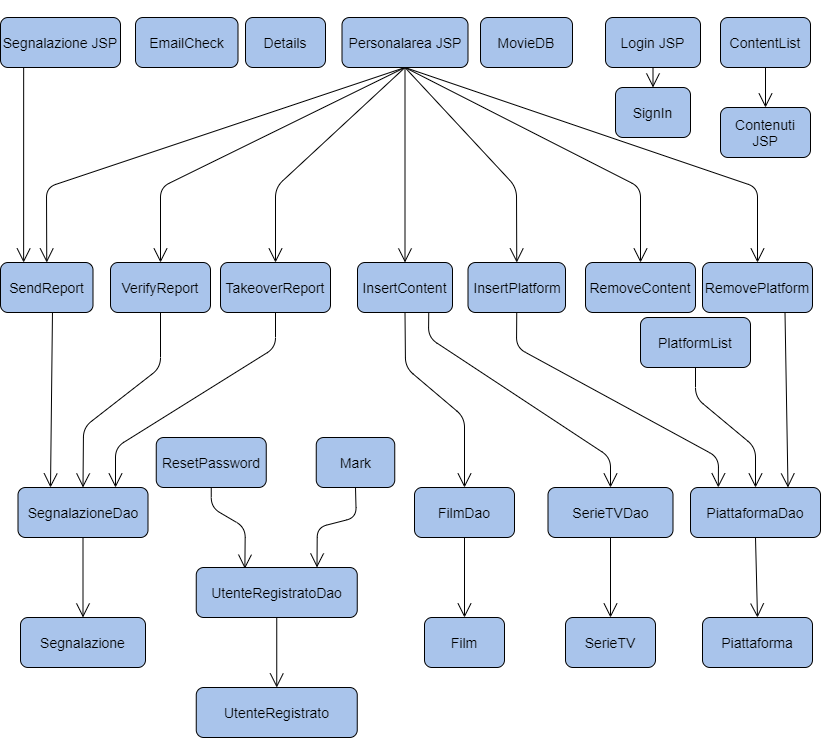 Segnalazione JSP
EmailCheck
Details
Personalarea JSP
MovieDB
Login JSP
ContentList
SignIn
Contenuti
JSP
SendReport
VerifyReport
TakeoverReport
InsertContent
InsertPlatform
RemoveContent
RemovePlatform
PlatformList
ResetPassword
Mark
SegnalazioneDao
FilmDao
SerieTVDao
PiattaformaDao
UtenteRegistratoDao
Segnalazione
Film
SerieTV
Piattaforma
UtenteRegistrato